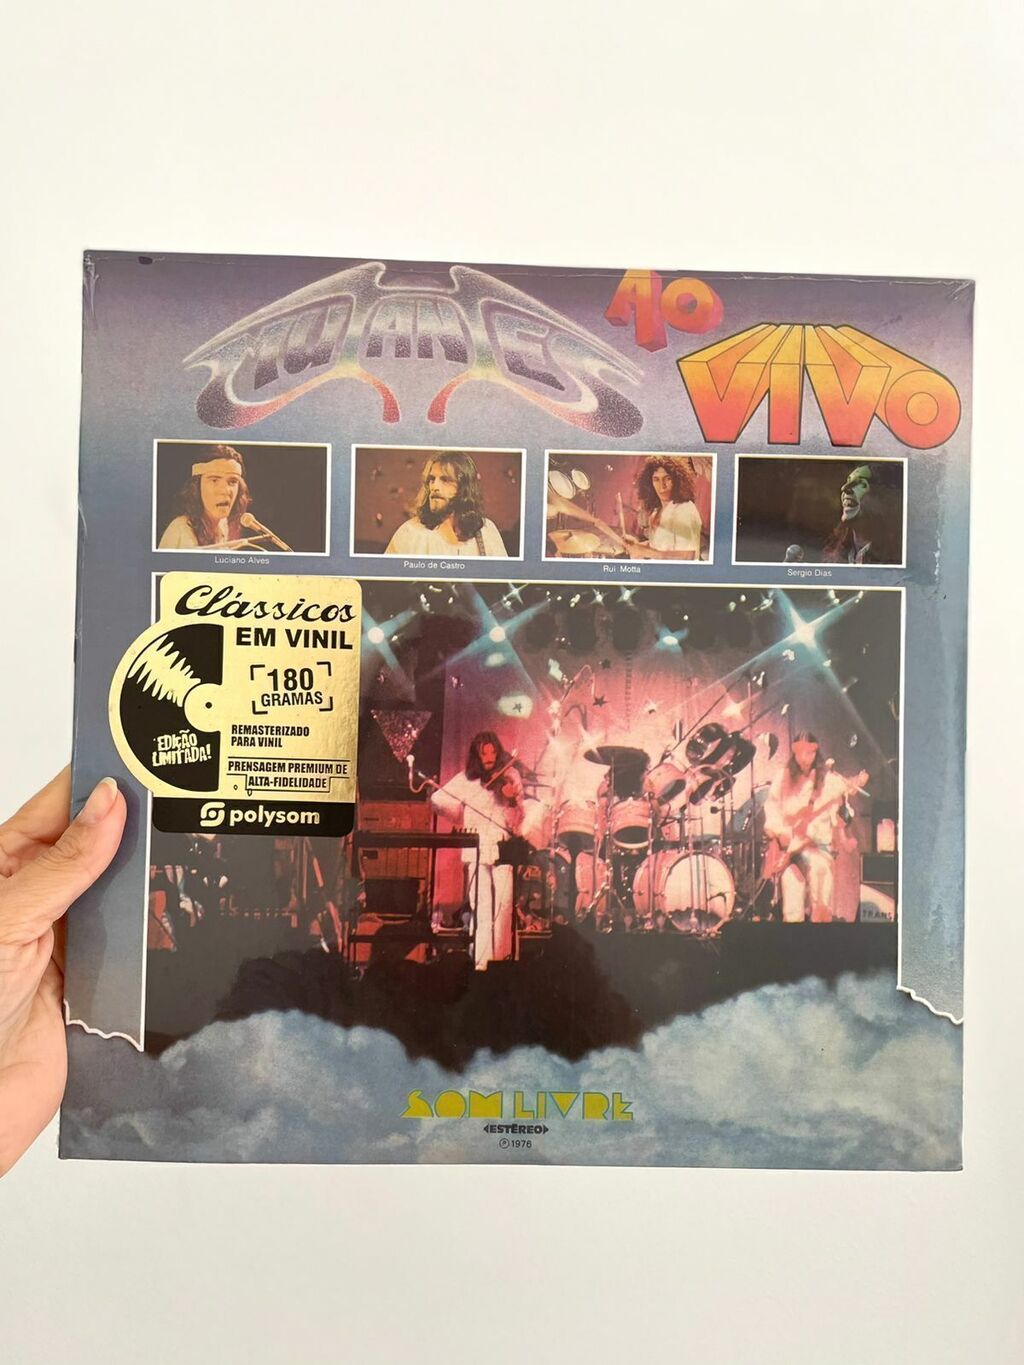 MUTANTES
AO
VIVO
Luciano Alves
Paulo de Castro
Rui Motta
Sergio Dias
Clássicos
EM VINIL
180
GRAMAS
REMASTERIZADO
PARA VINIL
EDIÇÃO
LIMITADA!
PRENSAGEM PREMIUM DE
ALTA-FIDELIDADE
polysom
TRANS
SOM LIVRE
ESTÉREO
℗ 1976